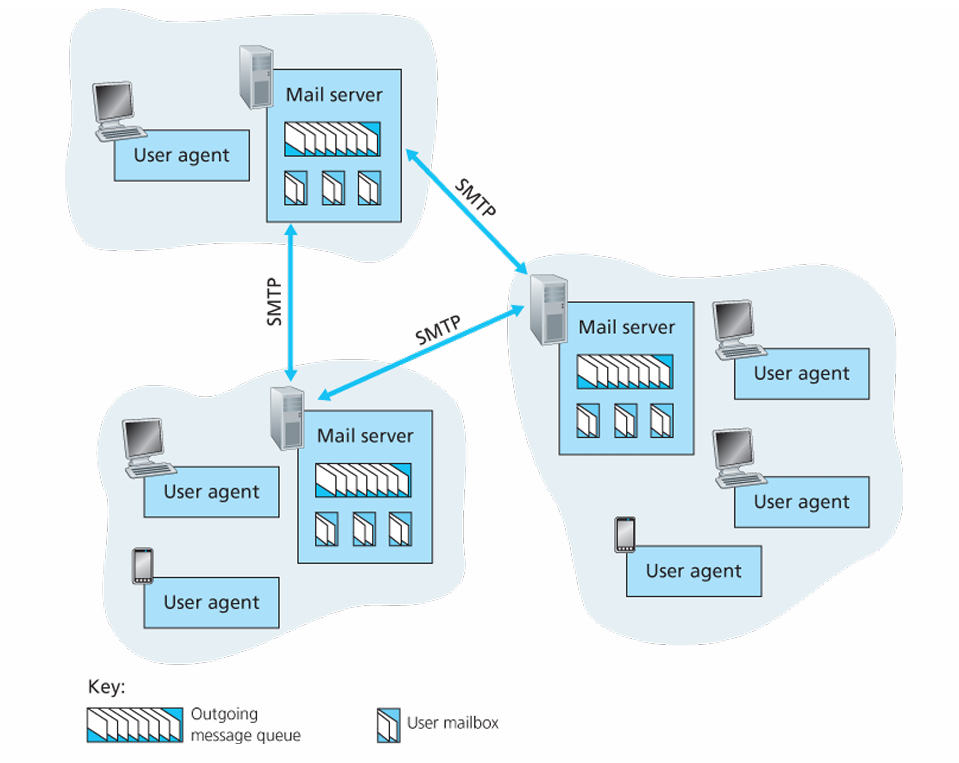 Mail server
User agent
SMTP
SMTP
SMTP
Mail server
User agent
User agent
User agent
Mail server
User agent
User agent
Key:
Outgoing
message queue
User mailbox